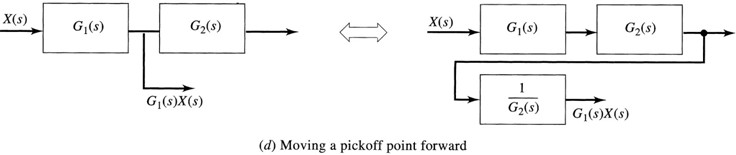 X(s)
G₁(s)
G₂(s)
G₁(s)X(s)
X(s)
G₁(s)
G₂(s)
1
G₂(s)
G₁(s)X(s)
(d) Moving a pickoff point forward